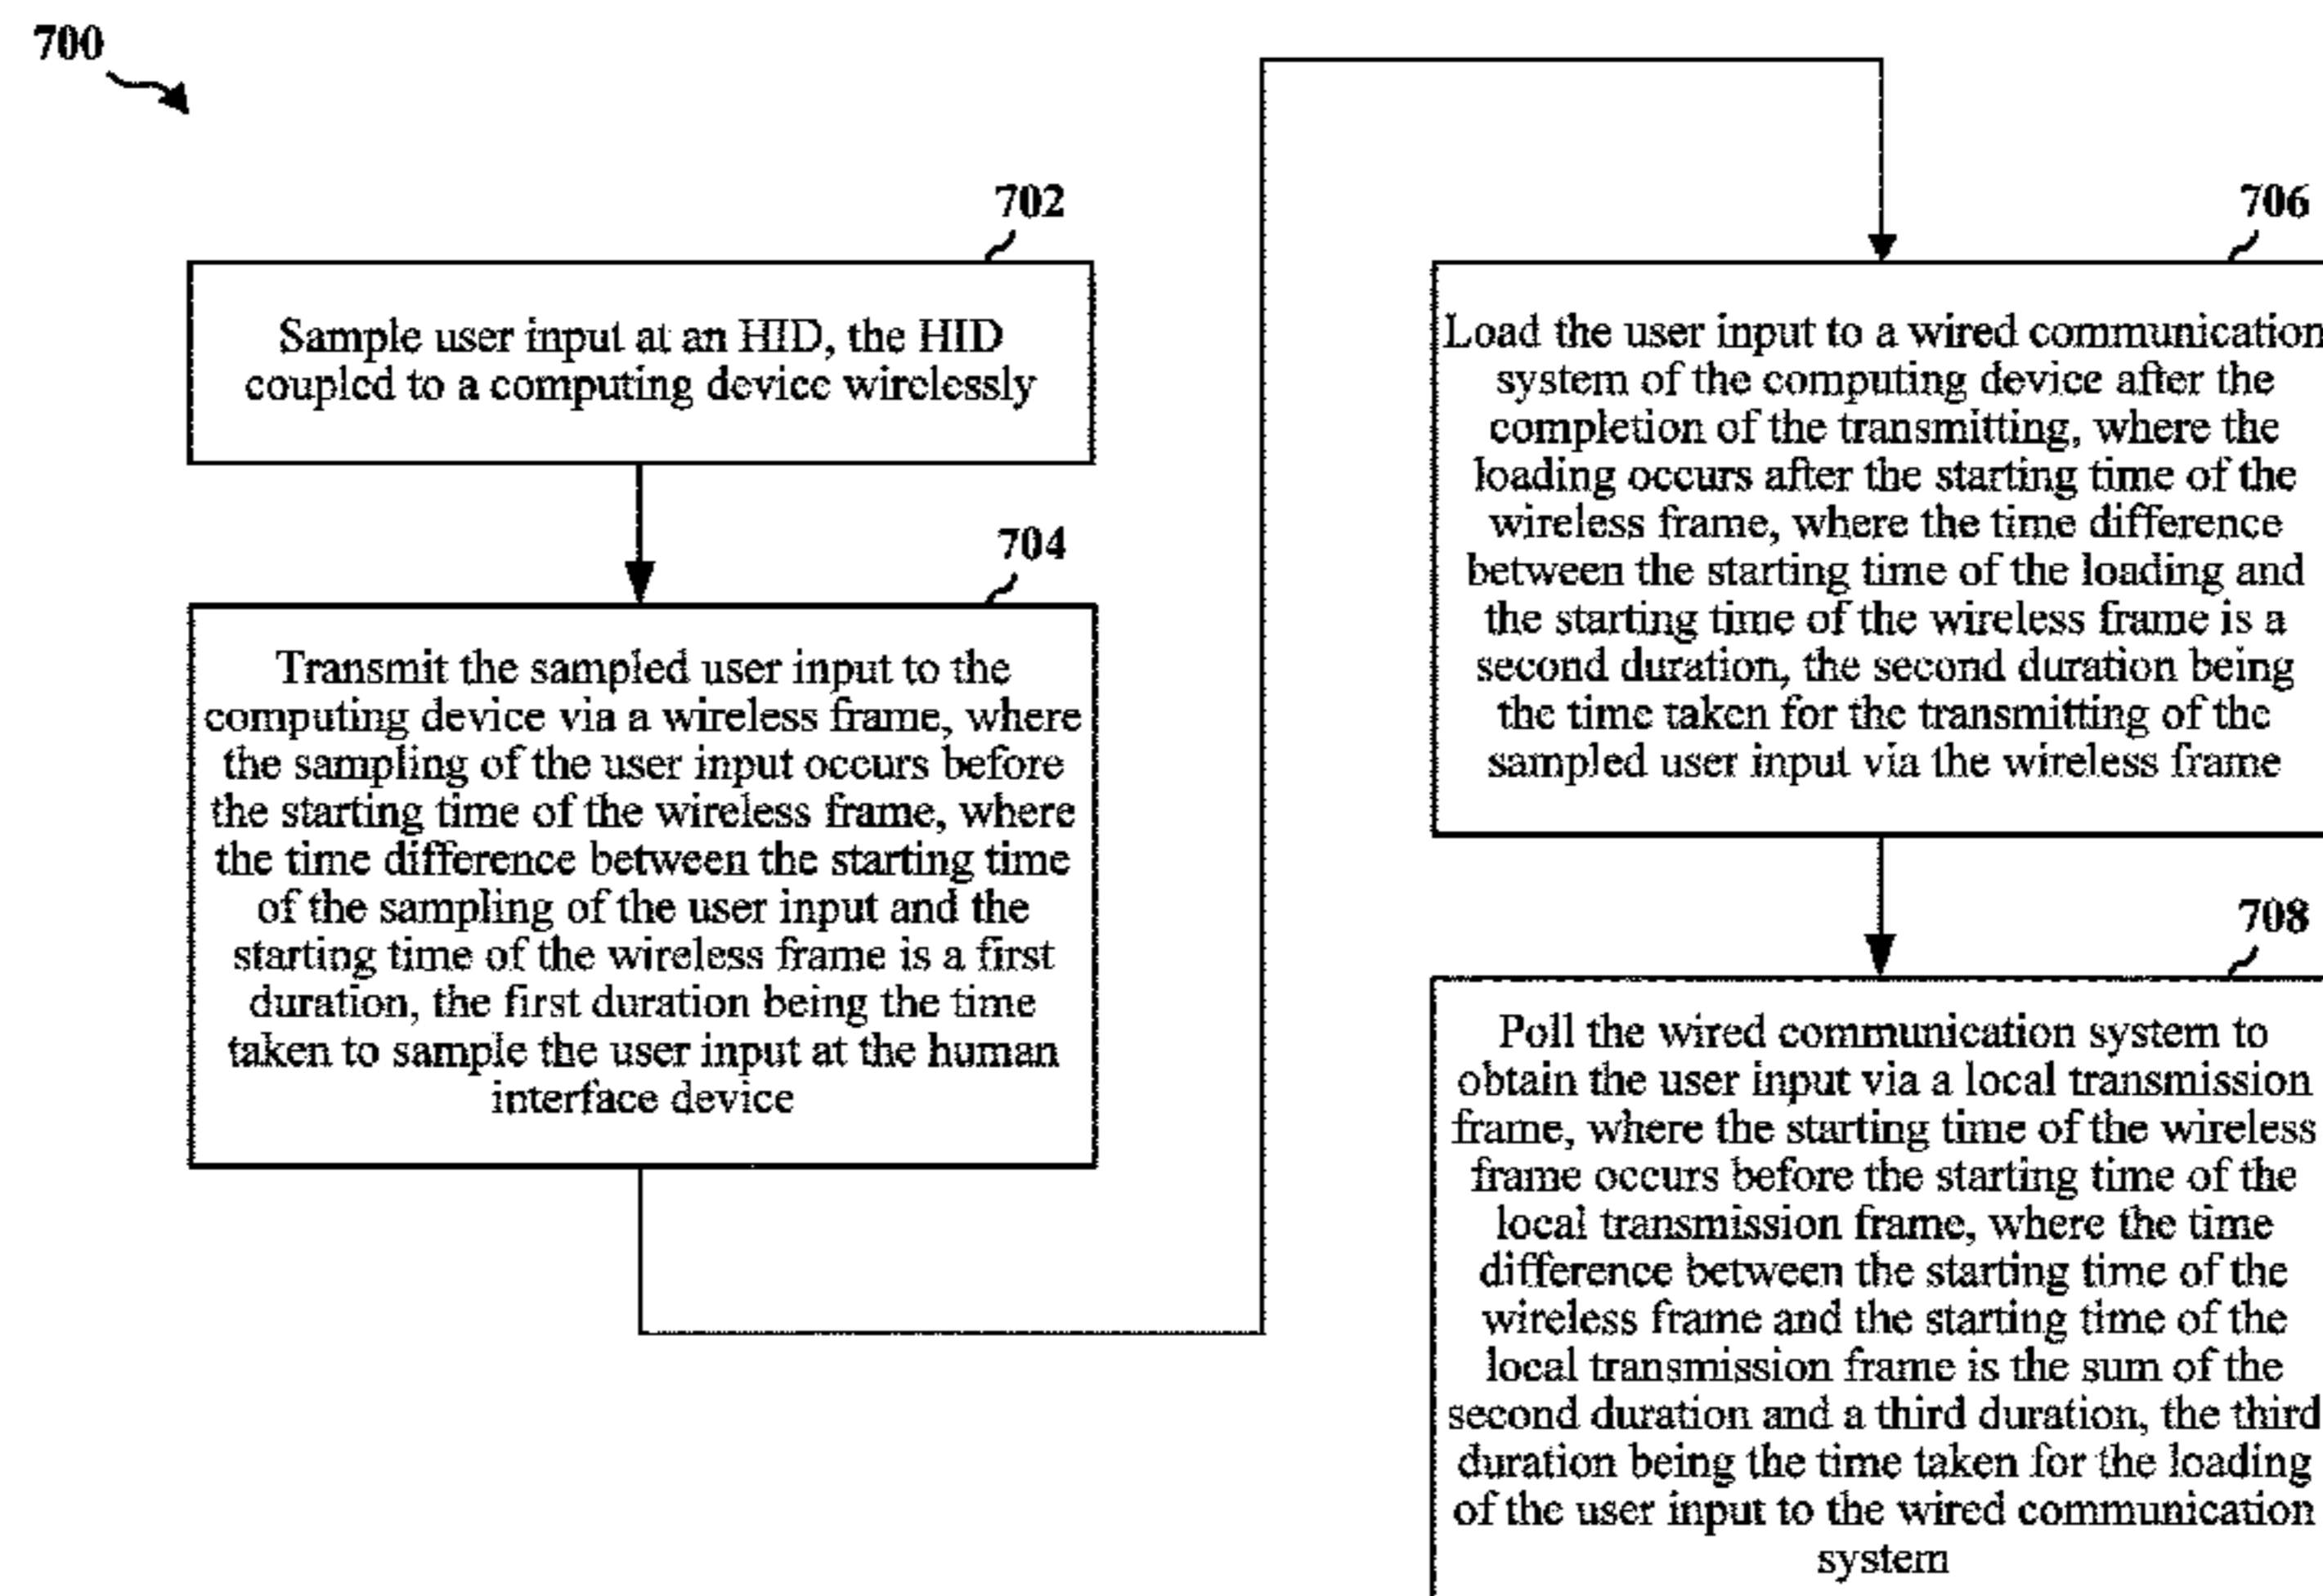 700
702
Sample user input at an HID, the HID
coupled to a computing device wirelessly
704
Transmit the sampled user input to the
computing device via a wireless frame, where
the sampling of the user input occurs before
the starting time of the wireless frame, where
the time difference between the starting time
of the sampling of the user input and the
starting time of the wireless frame is a first
duration, the first duration being the time
taken to sample the user input at the human
interface device
706
Load the user input to a wired communication
system of the computing device after the
completion of the transmitting, where the
loading occurs after the starting time of the
wireless frame, where the time difference
between the starting time of the loading and
the starting time of the wireless frame is a
second duration, the second duration being
the time taken for the transmitting of the
sampled user input via the wireless frame
708
Poll the wired communication system to
obtain the user input via a local transmission
frame, where the starting time of the wireless
frame occurs before the starting time of the
local transmission frame, where the time
difference between the starting time of the
wireless frame and the starting time of the
local transmission frame is the sum of the
second duration and a third duration, the third
duration being the time taken for the loading
of the user input to the wired communication
system